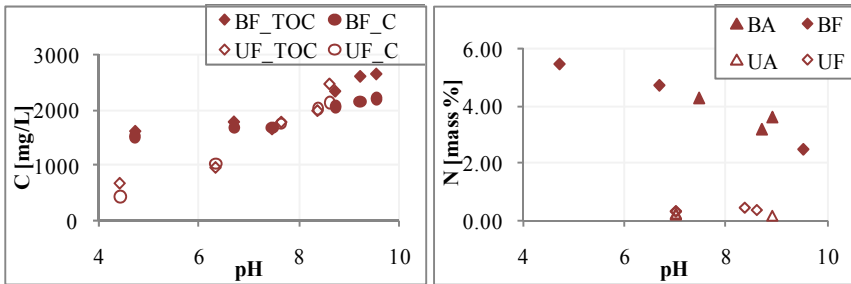 BF_TOC BF_C
UF_TOC UF_C
3000
2000
1000
0
C [mg/L]
4 6 8 10
pH
BA BF
UA UF
6.00
4.00
2.00
0.00
N [mass %]
4 6 8 10
pH